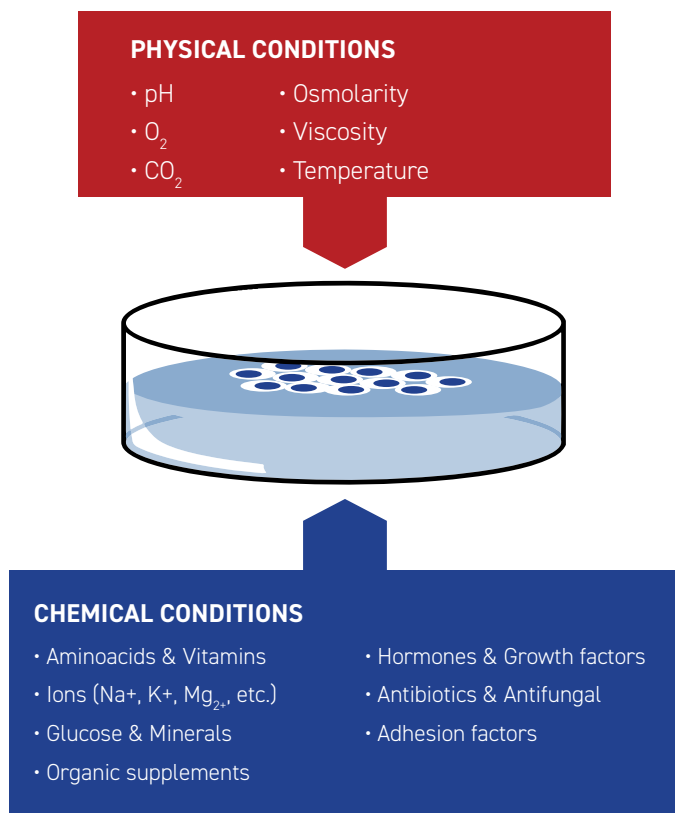 PHYSICAL CONDITIONS
· pH
· O₂
· CO₂
· Osmolarity
· Viscosity
· Temperature
CHEMICAL CONDITIONS
· Aminoacids & Vitamins
· Ions (Na+, K+, Mg₂₊, etc.)
· Glucose & Minerals
· Organic supplements
· Hormones & Growth factors
· Antibiotics & Antifungal
· Adhesion factors